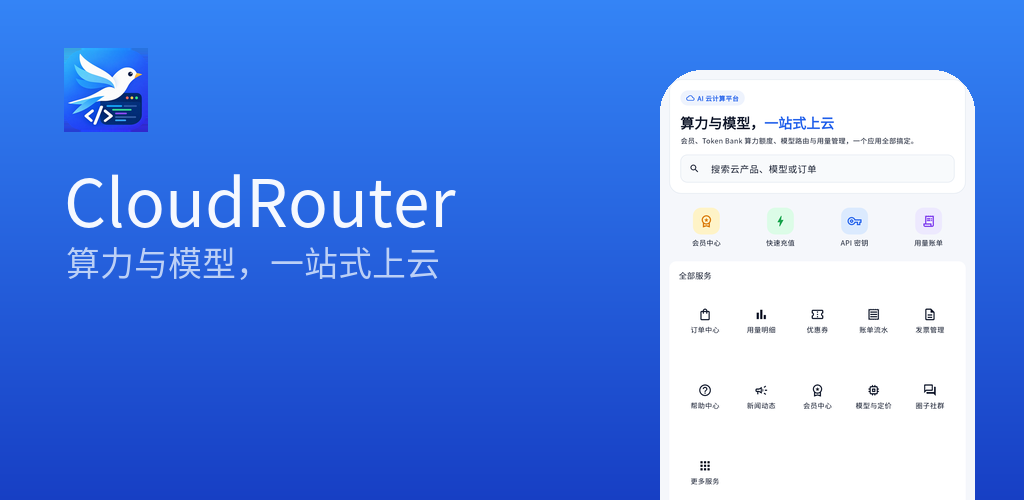 </>
CloudRouter
算力与模型，一站式上云
AI 云计算平台
算力与模型，一站式上云
会员、Token Bank 算力额度、模型路由与用量管理，一个应用全部搞定。
搜索云产品、模型或订单
会员中心 快速充值 API 密钥 用量账单
全部服务
订单中心 用量明细 优惠券 账单流水 发票管理
帮助中心 新闻动态 会员中心 模型与定价 圈子社群
更多服务